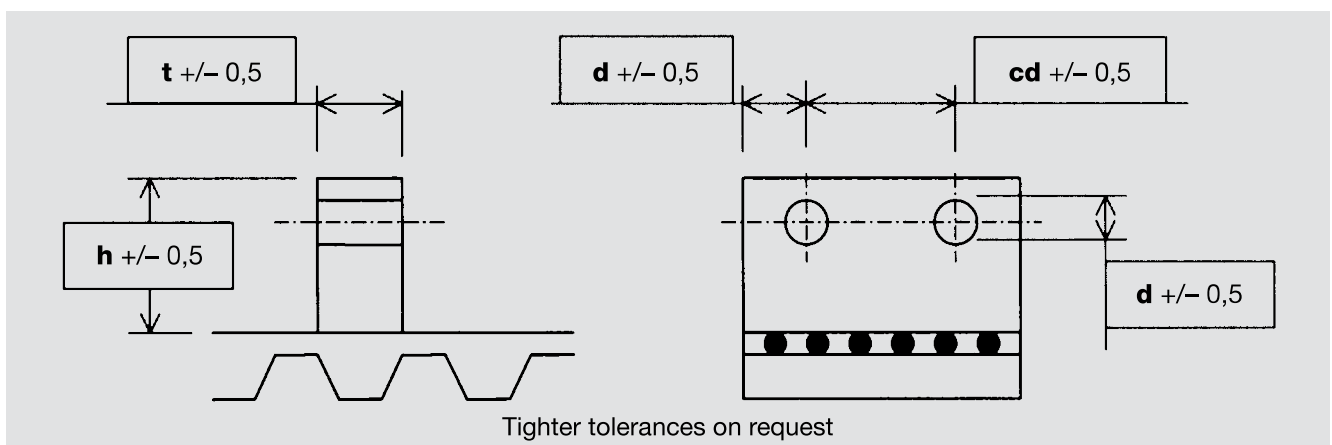 t +/– 0,5
d +/– 0,5
cd +/– 0,5
h +/– 0,5
d +/– 0,5
Tighter tolerances on request